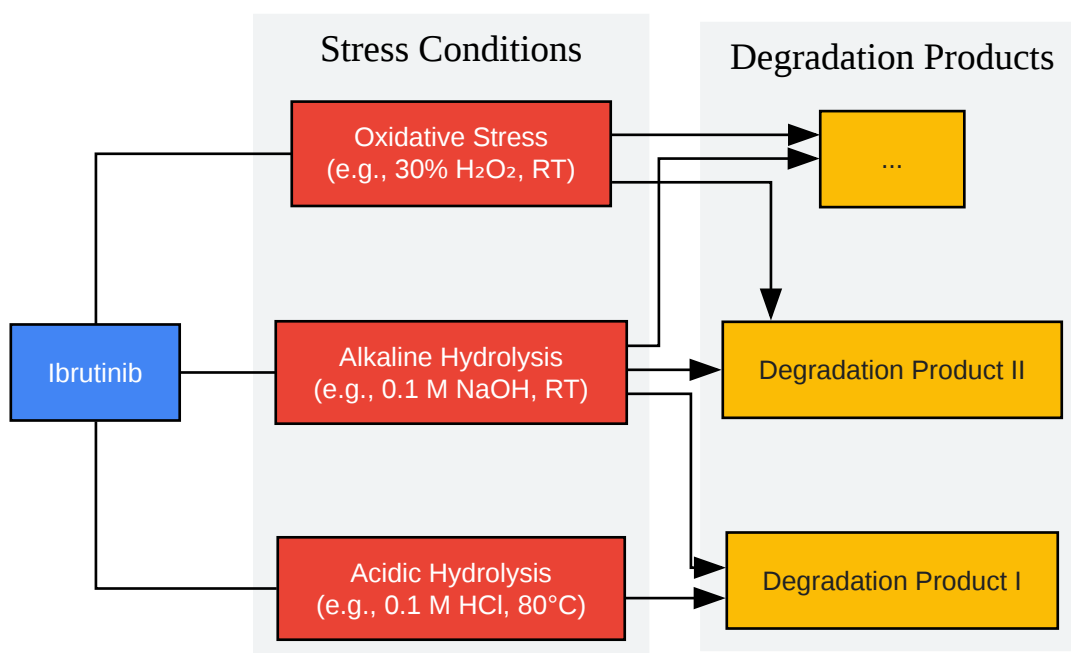 Stress Conditions
Degradation Products
Oxidative Stress
(e.g., 30% H₂O₂, RT)
...
Ibrutinib
Alkaline Hydrolysis
(e.g., 0.1 M NaOH, RT)
Degradation Product II
Acidic Hydrolysis
(e.g., 0.1 M HCl, 80°C)
Degradation Product I